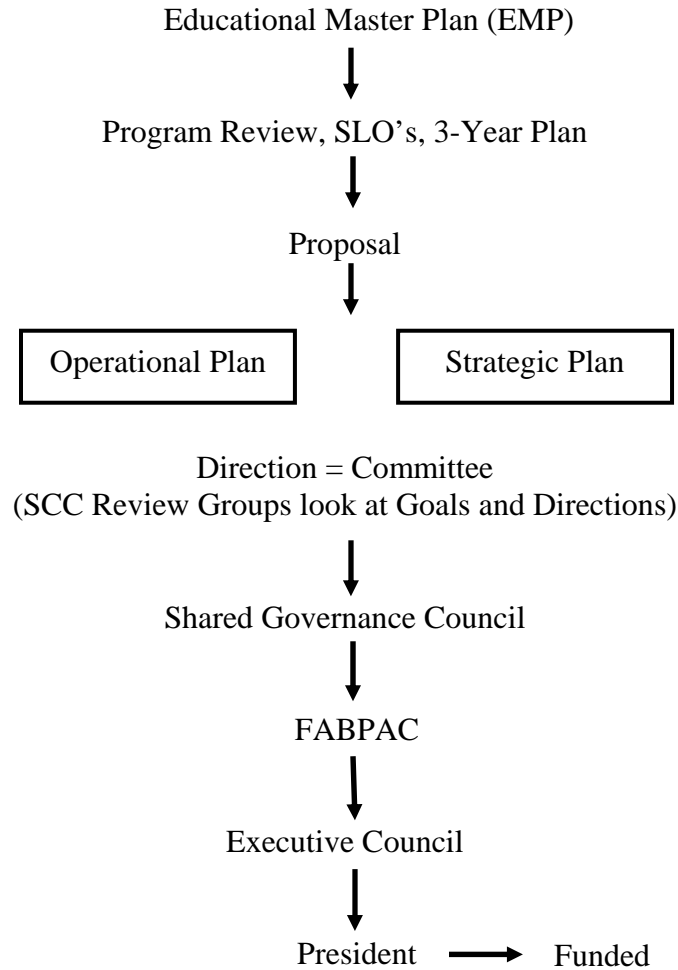 Educational Master Plan (EMP)
Program Review, SLO’s, 3-Year Plan
Proposal
Operational Plan
Strategic Plan
Direction = Committee
(SCC Review Groups look at Goals and Directions)
Shared Governance Council
FABPAC
Executive Council
President
Funded